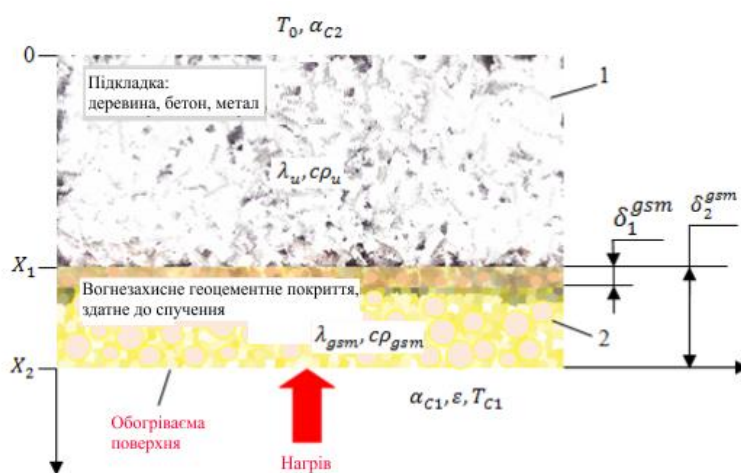 T₀, α_C2
0
Підкладка:
деревина, бетон, метал
1
λ_u, cρ_u
δ₁^gsm
δ₂^gsm
X₁
Вогнезахисне геоцементне покриття,
здатне до спучення
λ_gsm, cρ_gsm
2
X₂
α_C1, ε, T_C1
Обогріваєма
поверхня
Нагрів